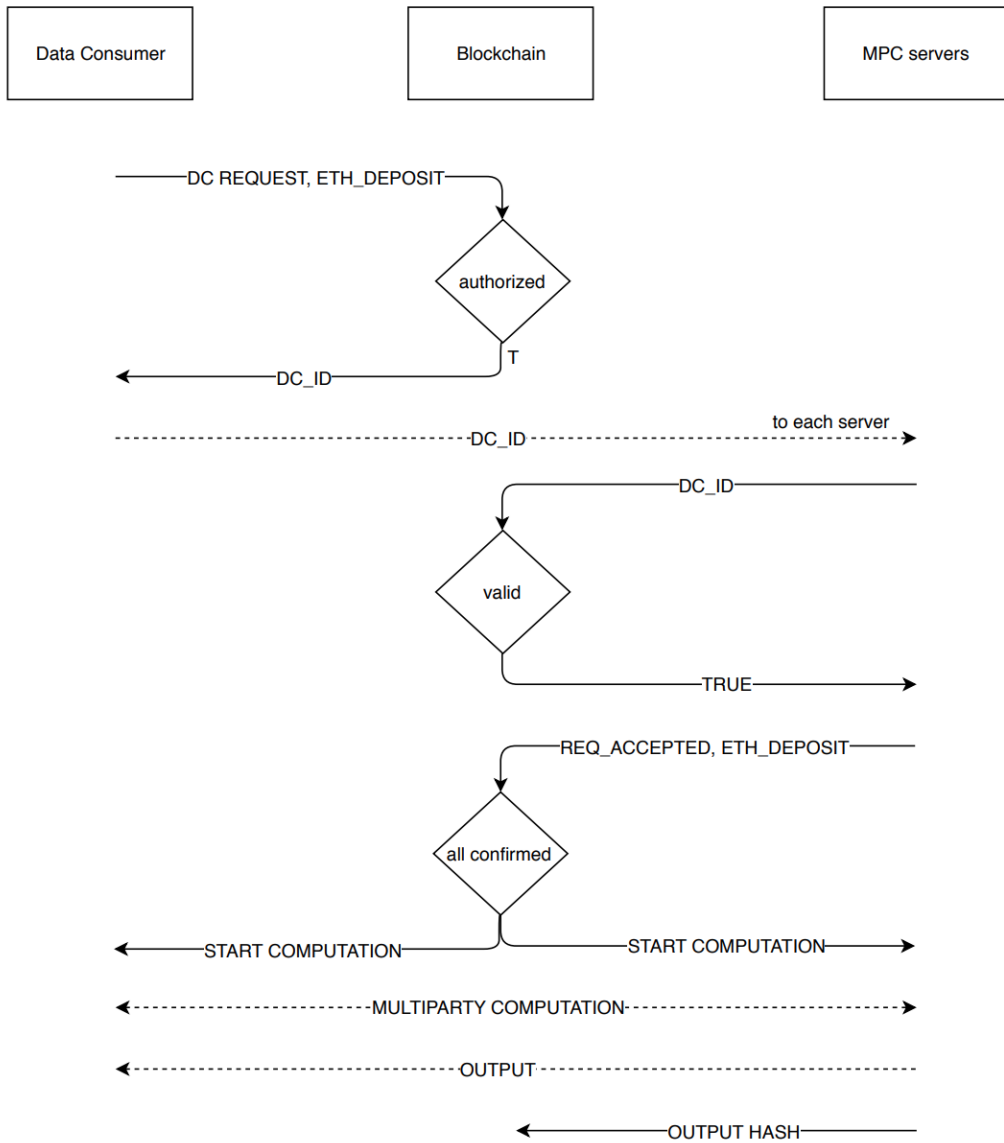 Data Consumer
Blockchain
MPC servers
DC REQUEST, ETH_DEPOSIT
authorized
T
DC_ID
to each server
DC_ID
DC_ID
valid
TRUE
REQ_ACCEPTED, ETH_DEPOSIT
all confirmed
START COMPUTATION
START COMPUTATION
MULTIPARTY COMPUTATION
OUTPUT
OUTPUT HASH